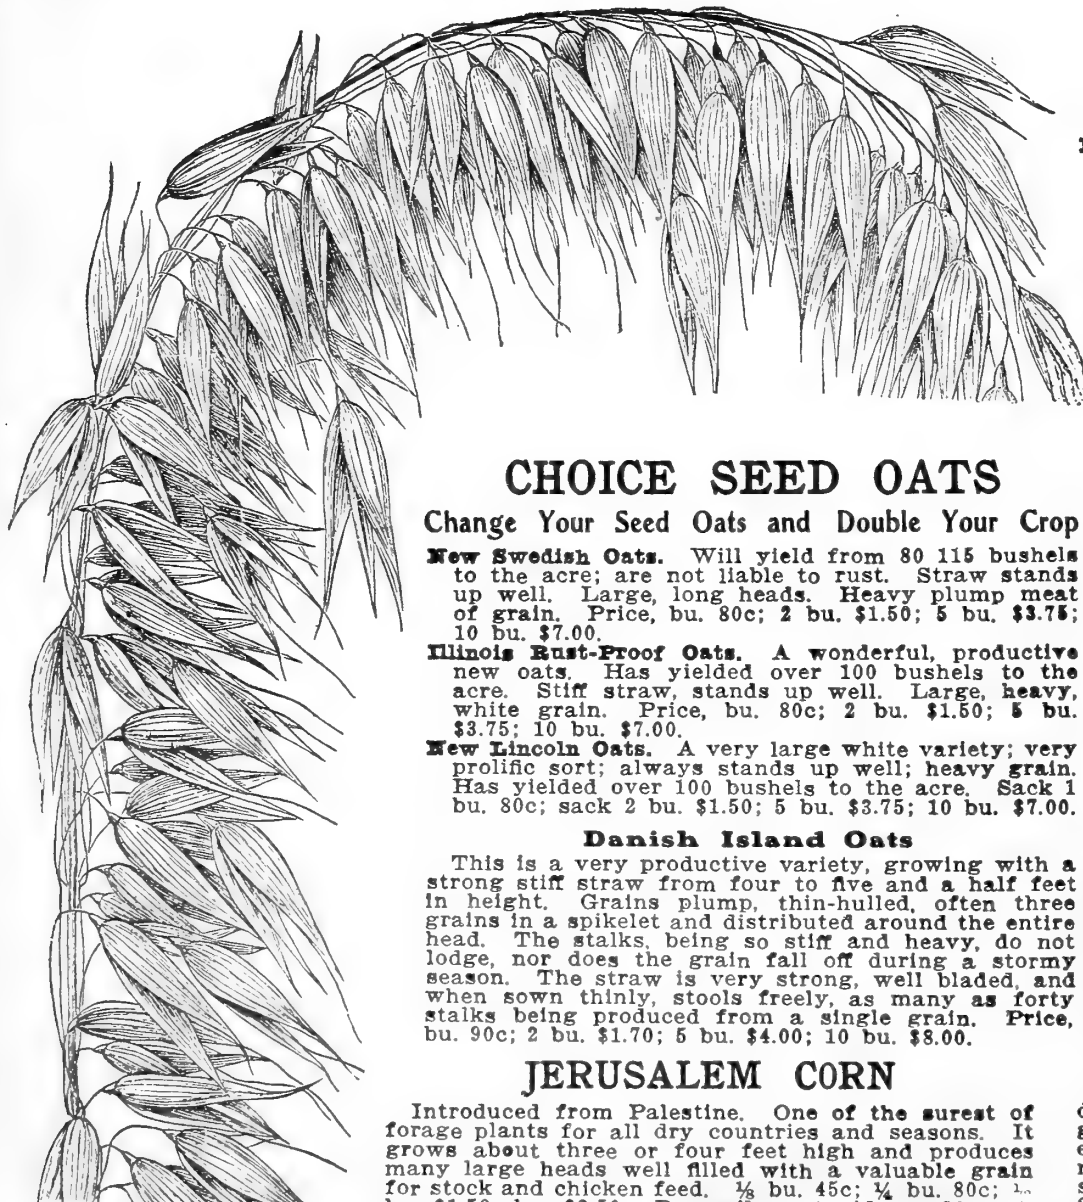 CHOICE SEED OATS
Change Your Seed Oats and Double Your Crop
New Swedish Oats. Will yield from 80 115 bushels
to the acre; are not liable to rust. Straw stands
up well. Large, long heads. Heavy plump meat
of grain. Price, bu. 80c; 2 bu. $1.50; 5 bu. $3.75;
10 bu. $7.00.
Illinois Rust-Proof Oats. A wonderful, productive
new oats. Has yielded over 100 bushels to the
acre. Stiff straw, stands up well. Large, heavy,
white grain. Price, bu. 80c; 2 bu. $1.50; 5 bu.
$3.75; 10 bu. $7.00.
New Lincoln Oats. A very large white variety; very
prolific sort; always stands up well; heavy grain.
Has yielded over 100 bushels to the acre. Sack 1
bu. 80c; sack 2 bu. $1.50; 5 bu. $3.75; 10 bu. $7.00.
Danish Island Oats
This is a very productive variety, growing with a
strong stiff straw from four to five and a half feet
in height. Grains plump, thin-hulled, often three
grains in a spikelet and distributed around the entire
head. The stalks, being so stiff and heavy, do not
lodge, nor does the grain fall off during a stormy
season. The straw is very strong, well bladed, and
when sown thinly, stools freely, as many as forty
stalks being produced from a single grain. Price,
bu. 90c; 2 bu. $1.70; 5 bu. $4.00; 10 bu. $8.00.
JERUSALEM CORN
Introduced from Palestine. One of the surest of
forage plants for all dry countries and seasons. It
grows about three or four feet high and produces
many large heads well filled with a valuable grain
for stock and chicken feed. ⅛ bu. 45c; ¼ bu. 80c;